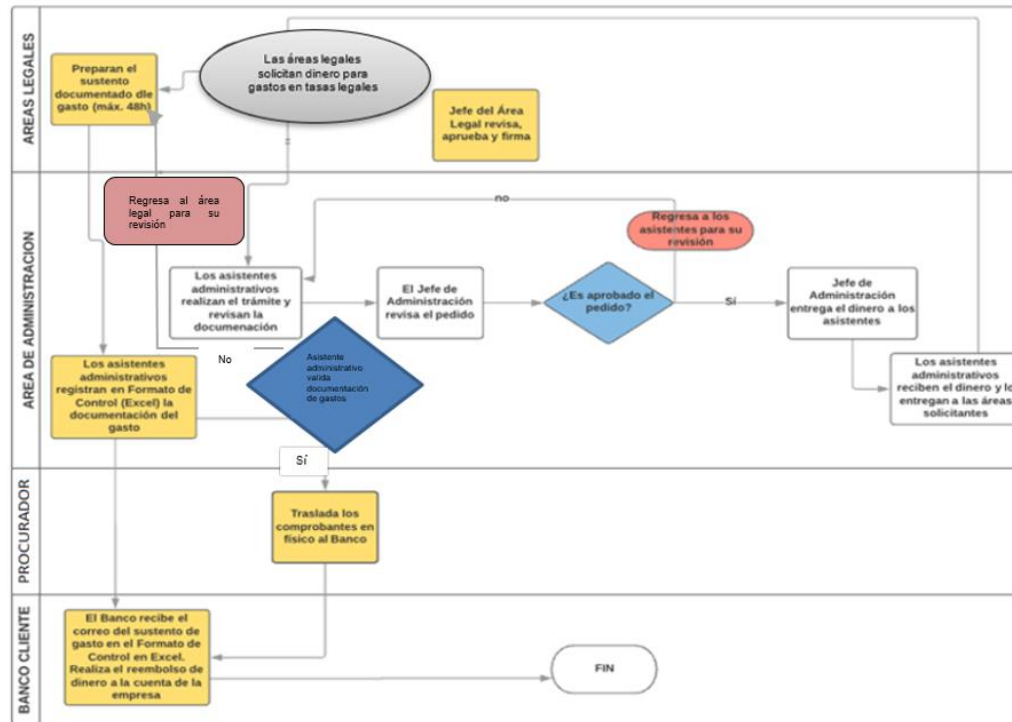 AREAS LEGALES
Preparan el
sustento
documentado dle
gasto (máx. 48h)
Las áreas legales
solicitan dinero para
gastos en tasas legales
Jefe del Área
Legal revisa,
aprueba y firma
AREA DE ADMINISTRACION
Regresa al área
legal para su
revisión
no
Regresa a los
asistentes para su
revisión
Los asistentes
administrativos
realizan el trámite y
revisan la
documenación
El Jefe de
Administración
revisa el pedido
¿Es aprobado el
pedido?
Sí
Jefe de
Administración
entrega el dinero a los
asistentes
Los asistentes
administrativos
reciben el dinero y lo
entregan a las áreas
solicitantes
No
Asistente
administrativo
valida
documentación
de gastos
Los asistentes
administrativos
registran en Formato de
Control (Excel) la
documentación del
gasto
Sí
PROCURADOR
Traslada los
comprobantes en
físico al Banco
BANCO CLIENTE
El Banco recibe el
correo del sustento de
gasto en el Formato de
Control en Excel.
Realiza el reembolso de
dinero a la cuenta de la
empresa
FIN